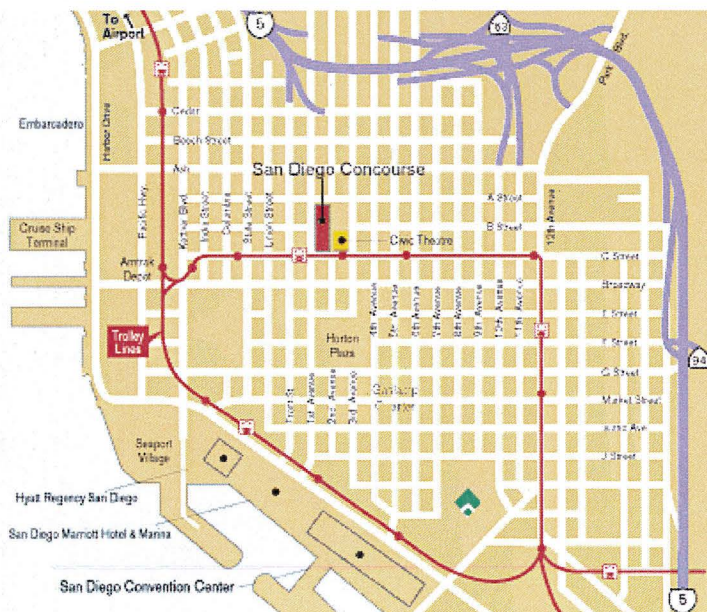 To
Airport
5
163
Park Blvd.
Embarcadero
Harbor Drive
Cedar
Beech Street
Ash
San Diego Concourse
A Street
B Street
12th Avenue
Cruise Ship
Terminal
Pacific Hwy.
Kettner Blvd.
India Street
Columbia
State Street
Union Street
Civic Theatre
Amtrak
Depot
C Street
Broadway
E Street
F Street
G Street
Market Street
Island Ave
J Street
94
Trolley
Lines
Horton
Plaza
4th Avenue
5th Avenue
6th Avenue
7th Avenue
8th Avenue
9th Avenue
10th Avenue
11th Avenue
Front St.
1st Avenue
2nd. Avenue
3rd. Avenue
Seaport
Village
Hyatt Regency San Diego
San Diego Marriott Hotel & Marina
San Diego Convention Center
5